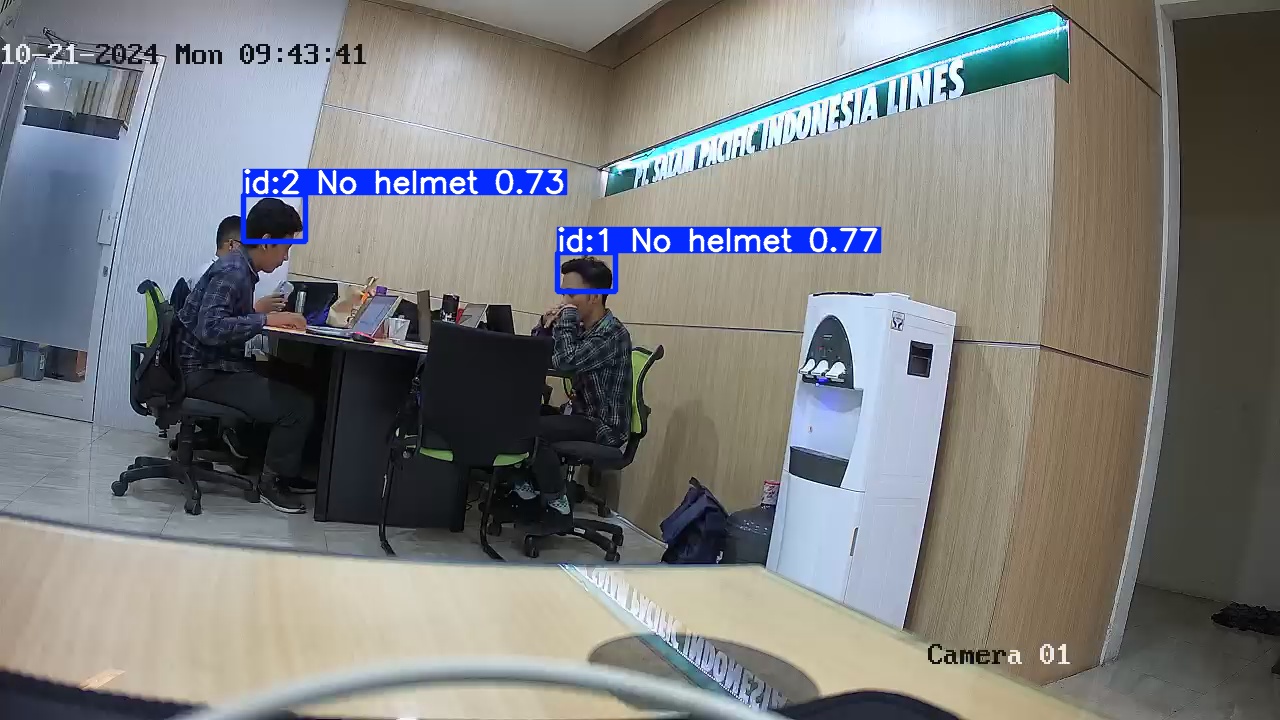 10-21-2024 Mon 09:43:41
PT. SALAM PACIFIC INDONESIA LINES
id:2 No helmet 0.73
id:1 No helmet 0.77
Camera 01